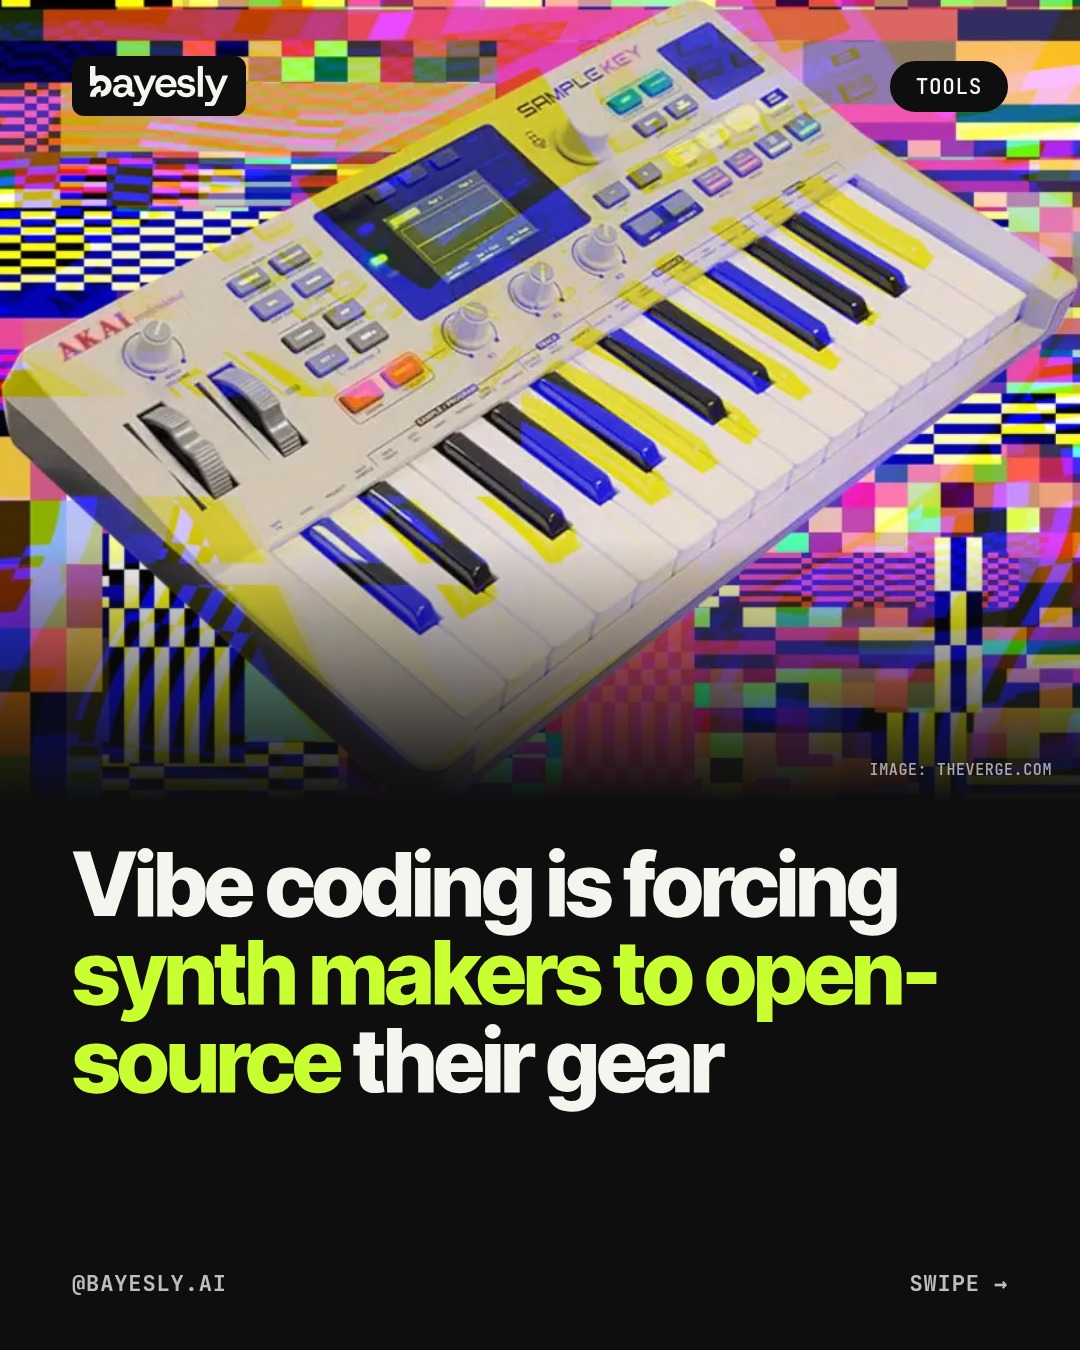 bayesly
TOOLS
SAMPLEKEY
AKAI professional
IMAGE: THEVERGE.COM
Vibe coding is forcing
synth makers to open-
source their gear
@BAYESLY.AI
SWIPE →